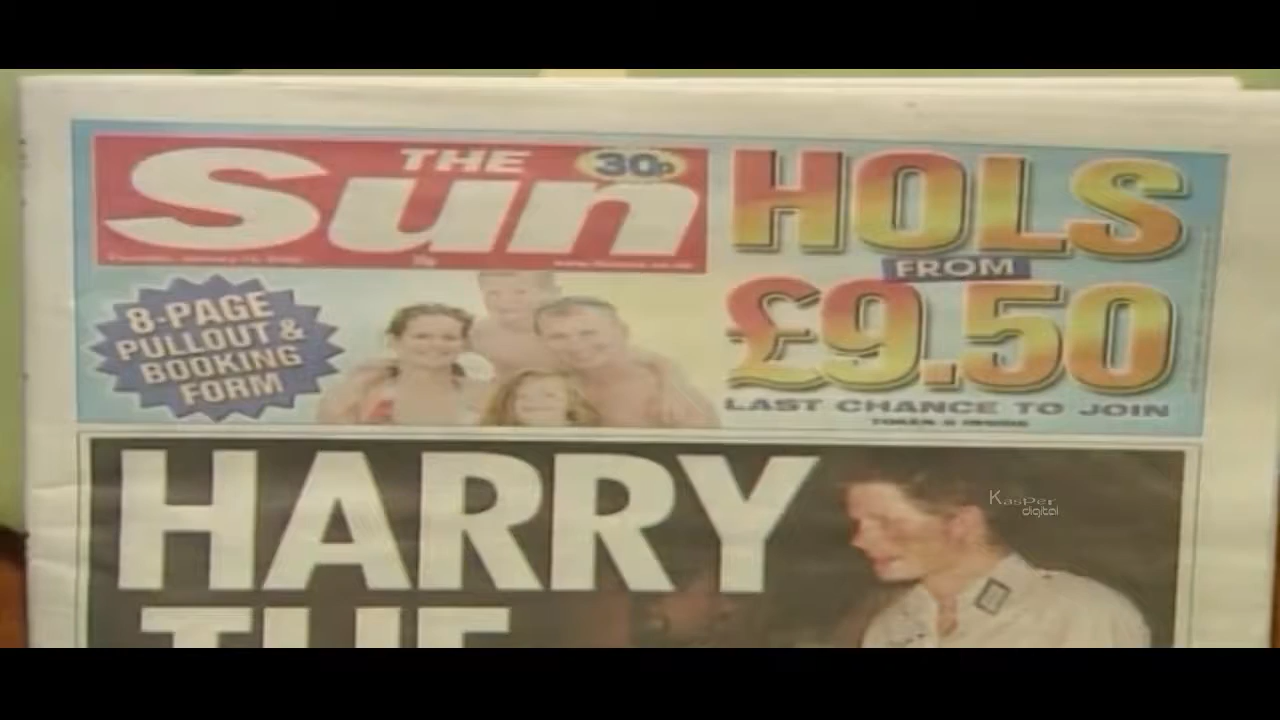 THE
30p
Sun
HOLS
FROM
£9.50
LAST CHANCE TO JOIN
8-PAGE
PULLOUT &
BOOKING
FORM
HARRY
THE
KasPer
digital